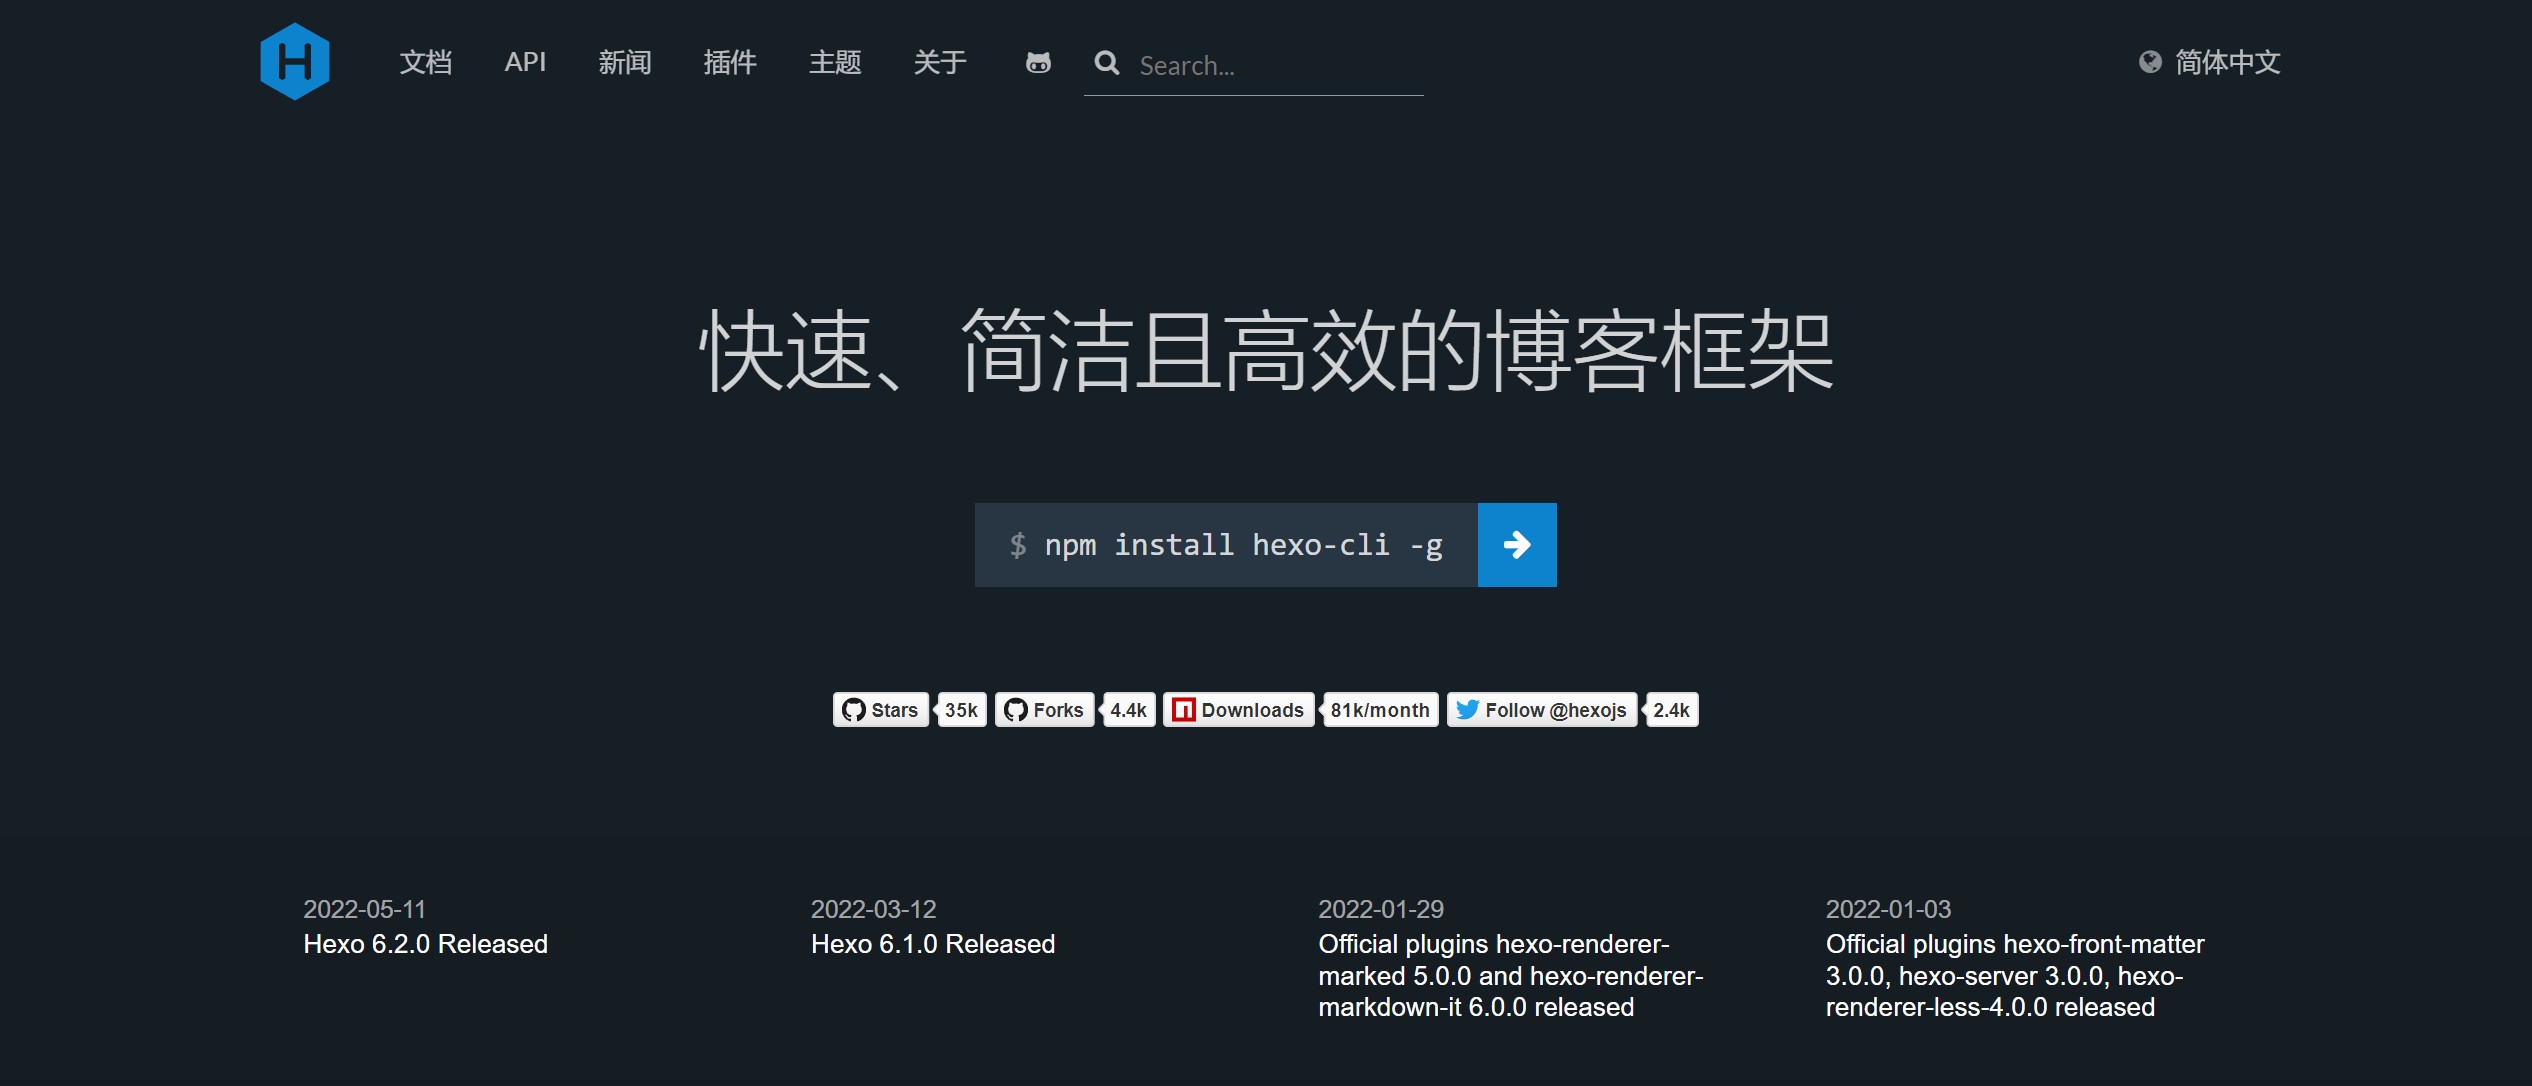 H
文档 API 新闻 插件 主题 关于 Search... 简体中文
快速、简洁且高效的博客框架
$ npm install hexo-cli -g
Stars 35k Forks 4.4k Downloads 81k/month Follow @hexojs 2.4k
2022-05-11
Hexo 6.2.0 Released
2022-03-12
Hexo 6.1.0 Released
2022-01-29
Official plugins hexo-renderer-
marked 5.0.0 and hexo-renderer-
markdown-it 6.0.0 released
2022-01-03
Official plugins hexo-front-matter
3.0.0, hexo-server 3.0.0, hexo-
renderer-less-4.0.0 released